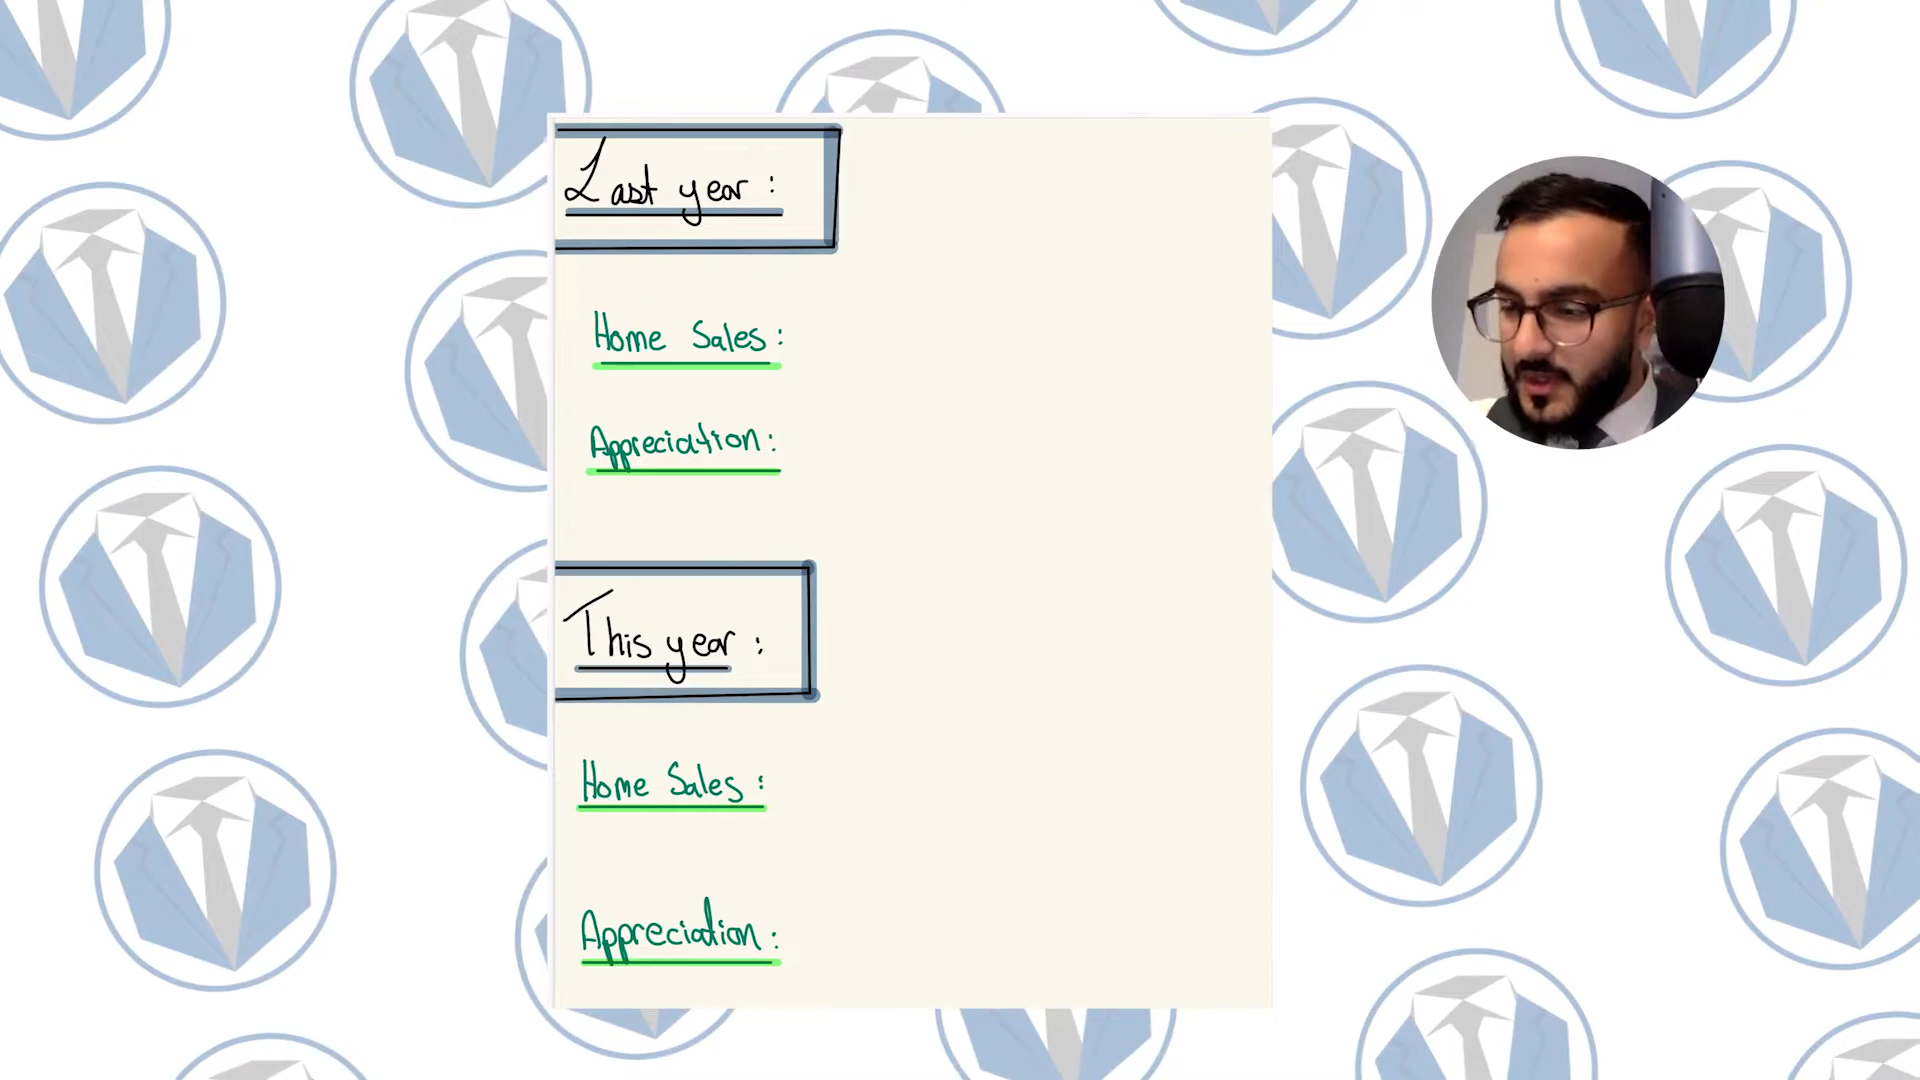 Last year :
Home Sales :
Appreciation :
This year :
Home Sales :
Appreciation :